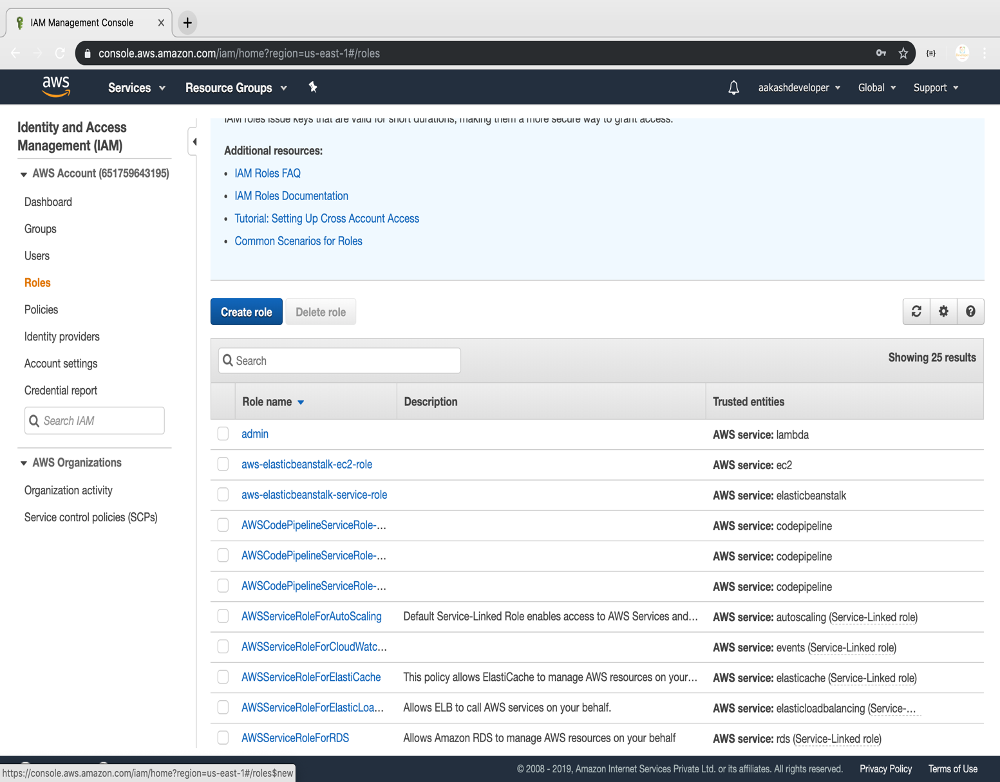 IAM Management Console
console.aws.amazon.com/iam/home?region=us-east-1#/roles
aws
Services
Resource Groups
aakashdeveloper
Global
Support
Identity and Access
Management (IAM)
AWS Account (651759643195)
Dashboard
Groups
Users
Roles
Policies
Identity providers
Account settings
Credential report
Search IAM
AWS Organizations
Organization activity
Service control policies (SCPs)
IAM roles issue keys that are valid for short durations, making them a more secure way to grant access.
Additional resources:
• IAM Roles FAQ
• IAM Roles Documentation
• Tutorial: Setting Up Cross Account Access
• Common Scenarios for Roles
Create role
Delete role
Search
Showing 25 results
Role name Description Trusted entities
admin AWS service: lambda
aws-elasticbeanstalk-ec2-role AWS service: ec2
aws-elasticbeanstalk-service-role AWS service: elasticbeanstalk
AWSCodePipelineServiceRole-... AWS service: codepipeline
AWSCodePipelineServiceRole-... AWS service: codepipeline
AWSCodePipelineServiceRole-... AWS service: codepipeline
AWSServiceRoleForAutoScaling Default Service-Linked Role enables access to AWS Services and... AWS service: autoscaling (Service-Linked role)
AWSServiceRoleForCloudWatc... AWS service: events (Service-Linked role)
AWSServiceRoleForElastiCache This policy allows ElastiCache to manage AWS resources on your... AWS service: elasticache (Service-Linked role)
AWSServiceRoleForElasticLoa... Allows ELB to call AWS services on your behalf. AWS service: elasticloadbalancing (Service-...
AWSServiceRoleForRDS Allows Amazon RDS to manage AWS resources on your behalf AWS service: rds (Service-Linked role)
https://console.aws.amazon.com/iam/home?region=us-east-1#/roles$new
© 2008 - 2019, Amazon Internet Services Private Ltd. or its affiliates. All rights reserved.
Privacy Policy
Terms of Use